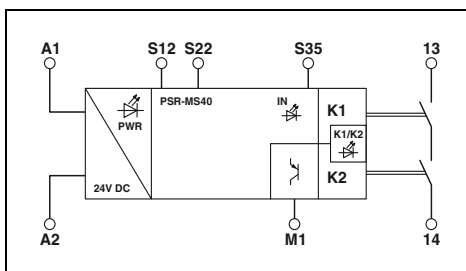 A1 S12 S22 S35 13
PSR-MS40 IN K1
PWR K1/K2
24V DC K2
A2 M1 14